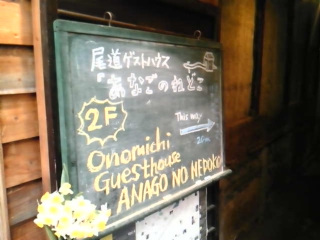 尾道ゲストハウス
「あなごのねどこ
2F
This way
20m
Onomichi
Guesthouse
ANAGO NO NEDOKO